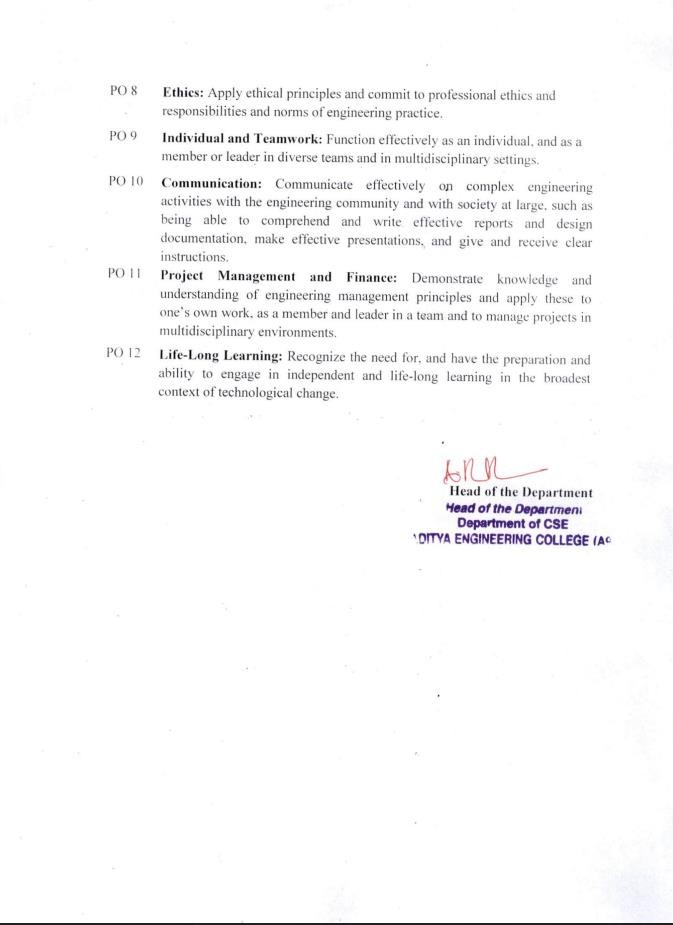 PO 8 Ethics: Apply ethical principles and commit to professional ethics and
responsibilities and norms of engineering practice.
PO 9 Individual and Teamwork: Function effectively as an individual, and as a
member or leader in diverse teams and in multidisciplinary settings.
PO 10 Communication: Communicate effectively on complex engineering
activities with the engineering community and with society at large, such as
being able to comprehend and write effective reports and design
documentation, make effective presentations, and give and receive clear
instructions.
PO 11 Project Management and Finance: Demonstrate knowledge and
understanding of engineering management principles and apply these to
one's own work, as a member and leader in a team and to manage projects in
multidisciplinary environments.
PO 12 Life-Long Learning: Recognize the need for, and have the preparation and
ability to engage in independent and life-long learning in the broadest
context of technological change.
Head of the Department
Head of the Department
Department of CSE
DITYA ENGINEERING COLLEGE (A